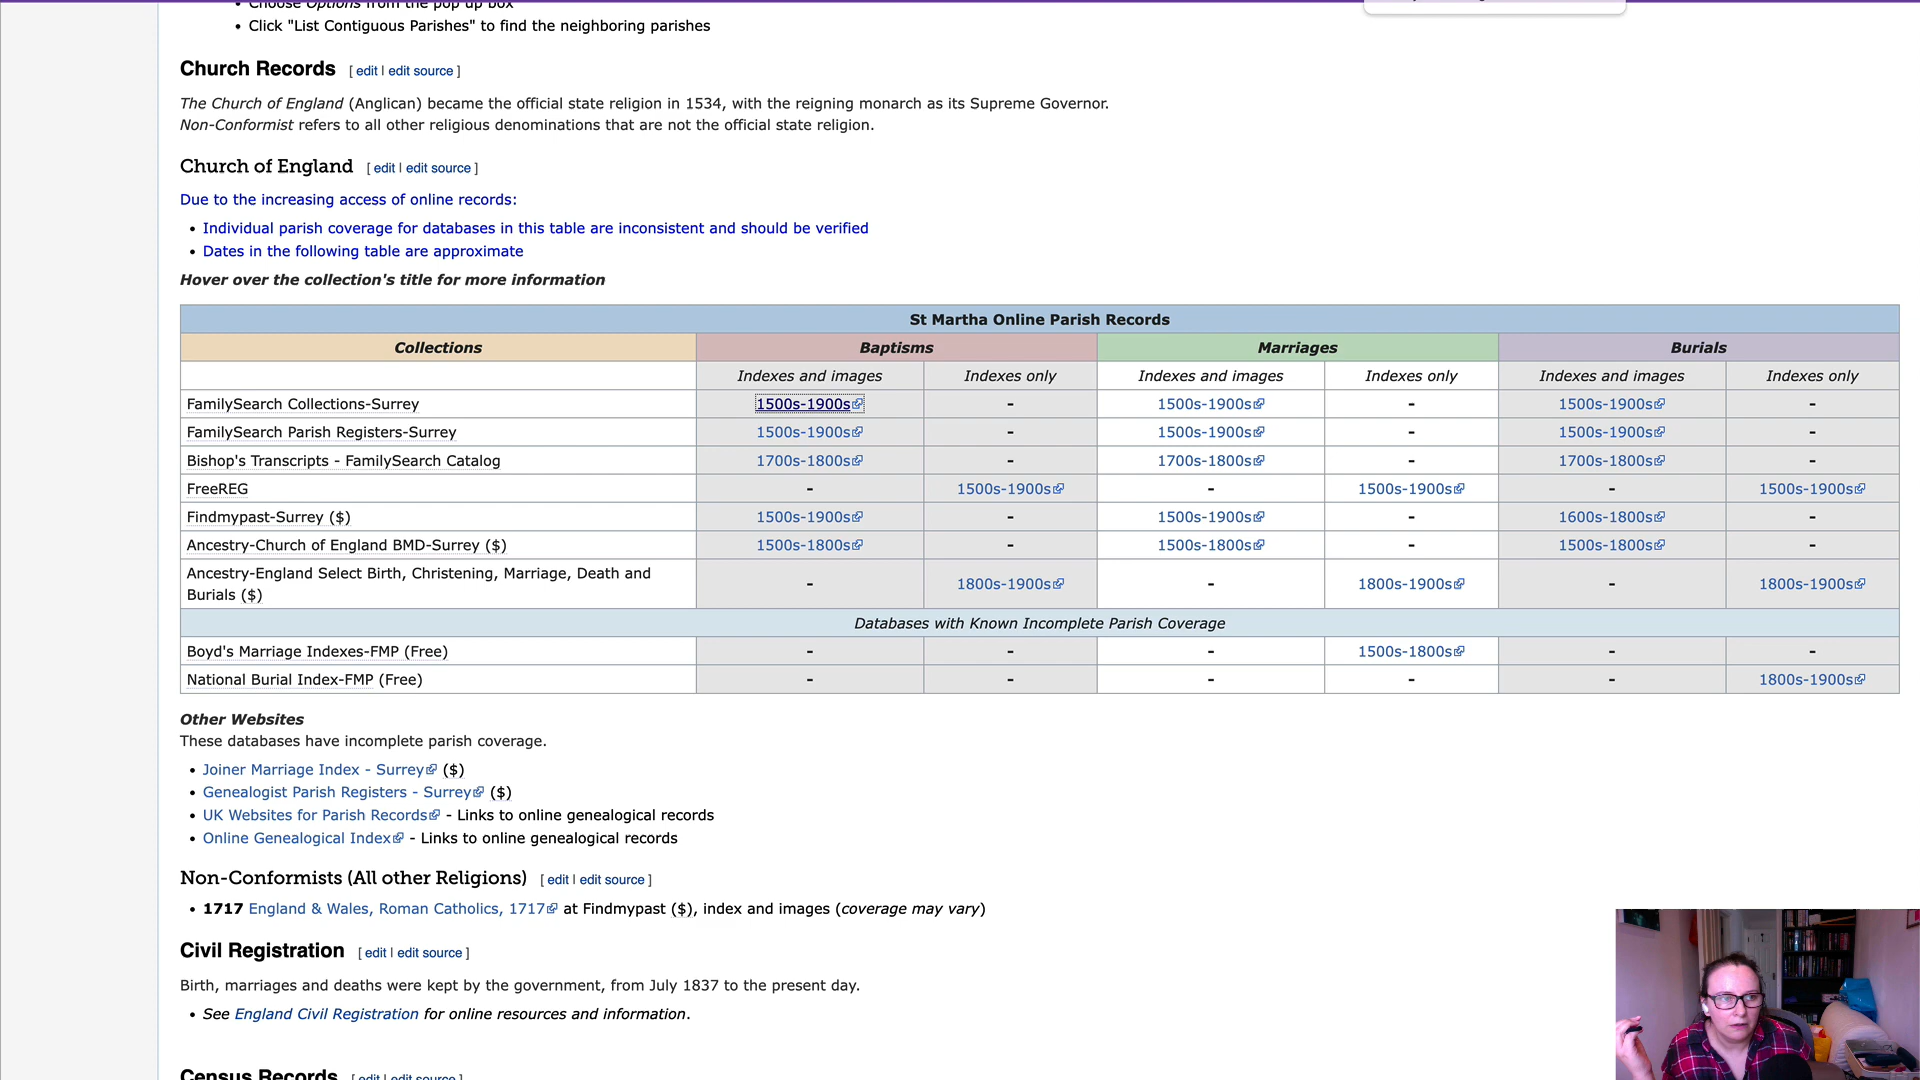 Choose Options from the pop up box
• Click "List Contiguous Parishes" to find the neighboring parishes
Church Records [ edit | edit source ]
The Church of England (Anglican) became the official state religion in 1534, with the reigning monarch as its Supreme Governor.
Non-Conformist refers to all other religious denominations that are not the official state religion.
Church of England [ edit | edit source ]
Due to the increasing access of online records:
• Individual parish coverage for databases in this table are inconsistent and should be verified
• Dates in the following table are approximate
Hover over the collection's title for more information
St Martha Online Parish Records
Collections Baptisms Marriages Burials
Indexes and images Indexes only Indexes and images Indexes only Indexes and images Indexes only
FamilySearch Collections-Surrey 1500s-1900s - 1500s-1900s - 1500s-1900s -
FamilySearch Parish Registers-Surrey 1500s-1900s - 1500s-1900s - 1500s-1900s -
Bishop's Transcripts - FamilySearch Catalog 1700s-1800s - 1700s-1800s - 1700s-1800s -
FreeREG - 1500s-1900s - 1500s-1900s - 1500s-1900s
Findmypast-Surrey ($) 1500s-1900s - 1500s-1900s - 1600s-1800s -
Ancestry-Church of England BMD-Surrey ($) 1500s-1800s - 1500s-1800s - 1500s-1800s -
Ancestry-England Select Birth, Christening, Marriage, Death and
Burials ($) - 1800s-1900s - 1800s-1900s - 1800s-1900s
Databases with Known Incomplete Parish Coverage
Boyd's Marriage Indexes-FMP (Free) - - - 1500s-1800s - -
National Burial Index-FMP (Free) - - - - - 1800s-1900s
Other Websites
These databases have incomplete parish coverage.
• Joiner Marriage Index - Surrey ($)
• Genealogist Parish Registers - Surrey ($)
• UK Websites for Parish Records - Links to online genealogical records
• Online Genealogical Index - Links to online genealogical records
Non-Conformists (All other Religions) [ edit | edit source ]
• 1717 England & Wales, Roman Catholics, 1717 at Findmypast ($), index and images (coverage may vary)
Civil Registration [ edit | edit source ]
Birth, marriages and deaths were kept by the government, from July 1837 to the present day.
• See England Civil Registration for online resources and information.
Census Records [ edit | edit source ]